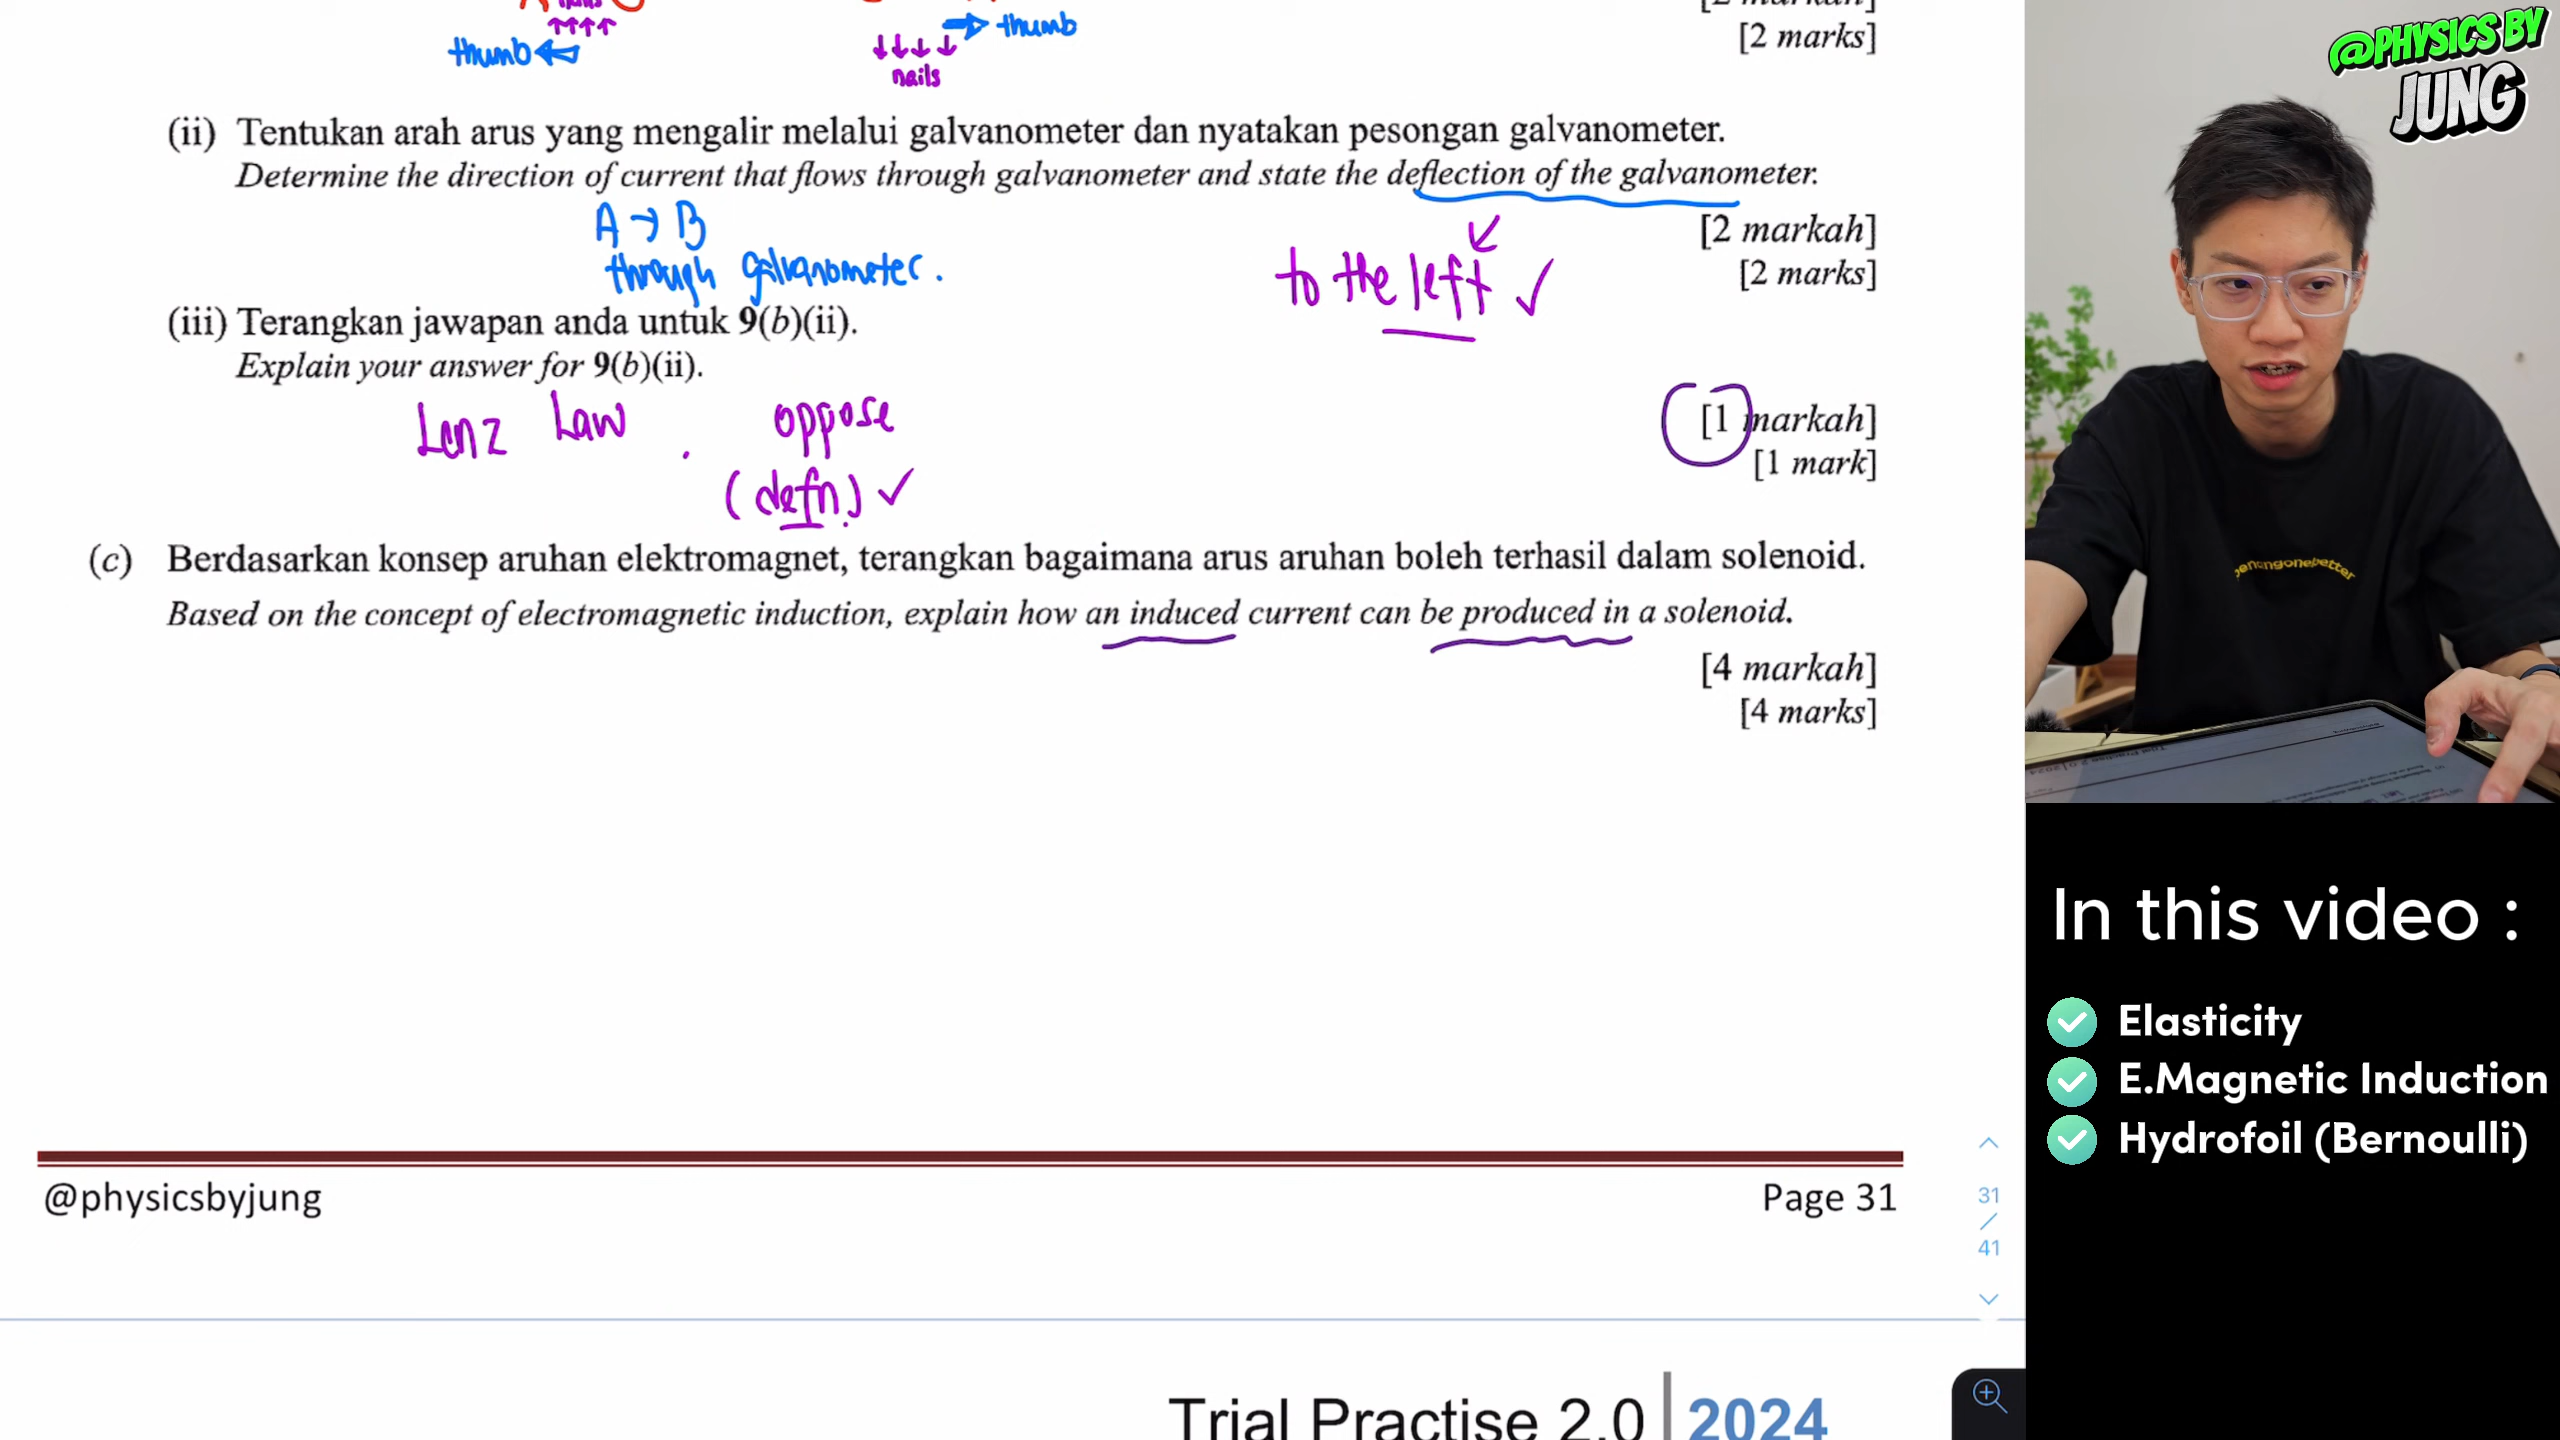 nails
thumb
thumb
nails
[2 marks]
(ii) Tentukan arah arus yang mengalir melalui galvanometer dan nyatakan pesongan galvanometer.
Determine the direction of current that flows through galvanometer and state the deflection of the galvanometer.
A → B
through galvanometer.
to the left ✓
[2 markah]
[2 marks]
(iii) Terangkan jawapan anda untuk 9(b)(ii).
Explain your answer for 9(b)(ii).
Lenz Law . oppose
(defn.) ✓
[1 markah]
[1 mark]
(c) Berdasarkan konsep aruhan elektromagnet, terangkan bagaimana arus aruhan boleh terhasil dalam solenoid.
Based on the concept of electromagnetic induction, explain how an induced current can be produced in a solenoid.
[4 markah]
[4 marks]
@physicsbyjung
Page 31
31
/
41
Trial Practise 2.0 | 2024
@PHYSICS BY
JUNG
penangonebetter
In this video :
Elasticity
E.Magnetic Induction
Hydrofoil (Bernoulli)